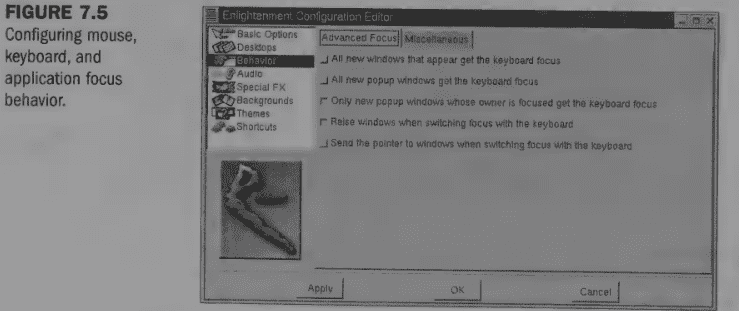 FIGURE 7.5
Configuring mouse,
keyboard, and
application focus
behavior.
Enlightenment Configuration Editor
Basic Options
Desktops
Behavior
Audio
Special FX
Backgrounds
Themes
Shortcuts
Advanced Focus Miscellaneous
All new windows that appear get the keyboard focus
All new popup windows get the keyboard focus
Only new popup windows whose owner is focused get the keyboard focus
Raise windows when switching focus with the keyboard
Send the pointer to windows when switching focus with the keyboard
Apply OK Cancel